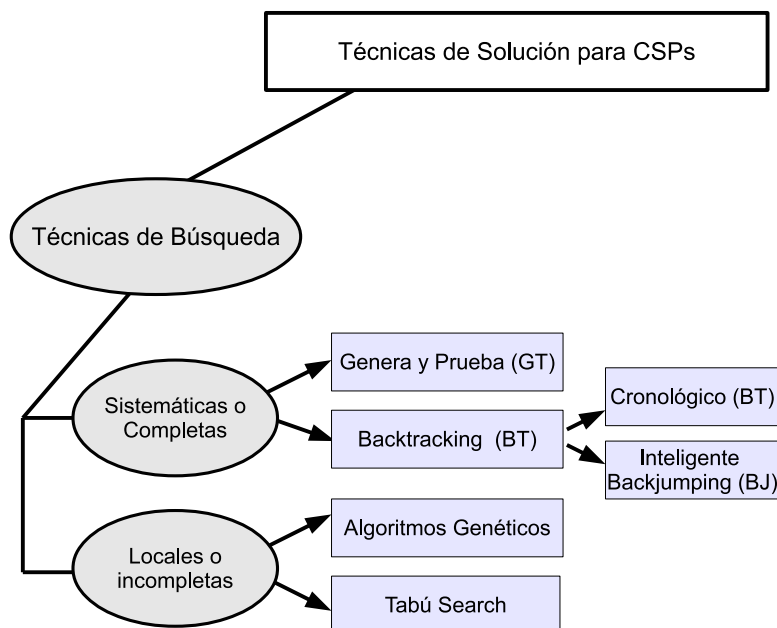 Técnicas de Solución para CSPs
Técnicas de Búsqueda
Sistemáticas o
Completas
Genera y Prueba (GT)
Backtracking (BT)
Cronológico (BT)
Inteligente
Backjumping (BJ)
Locales o
incompletas
Algoritmos Genéticos
Tabú Search